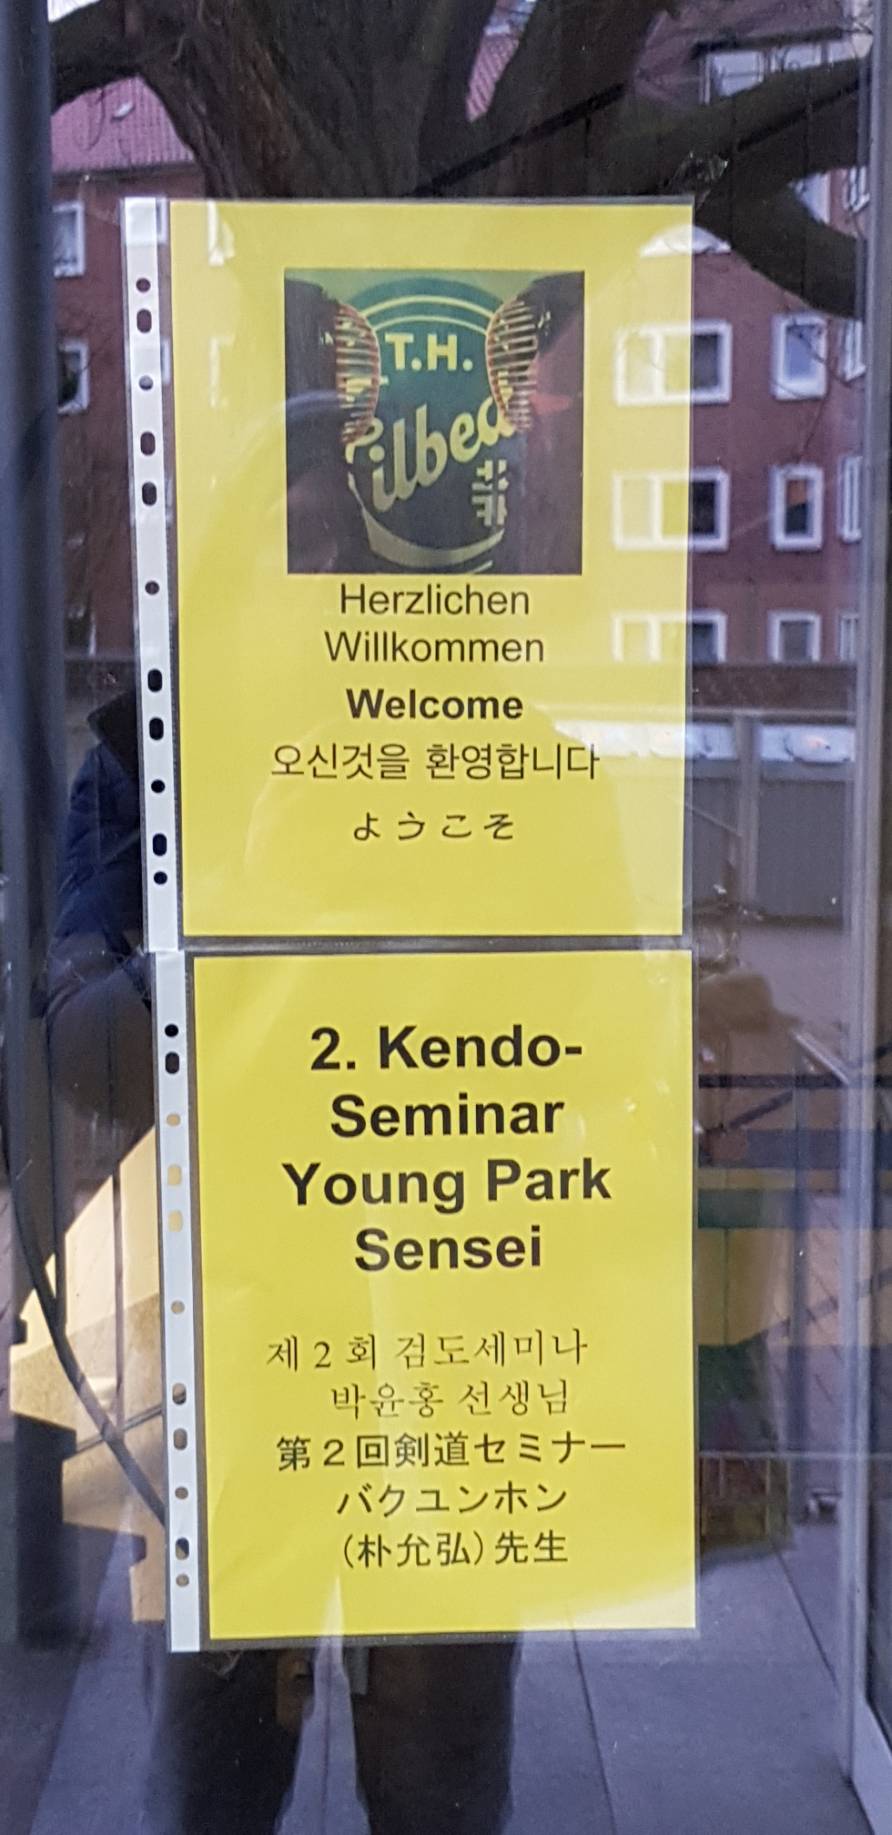 T.H.
Herzlichen
Willkommen
Welcome
오신것을 환영합니다
ようこそ
2. Kendo-
Seminar
Young Park
Sensei
제 2 회 검도세미나
박윤홍 선생님
第２回剣道セミナー
バクユンホン
(朴允弘) 先生